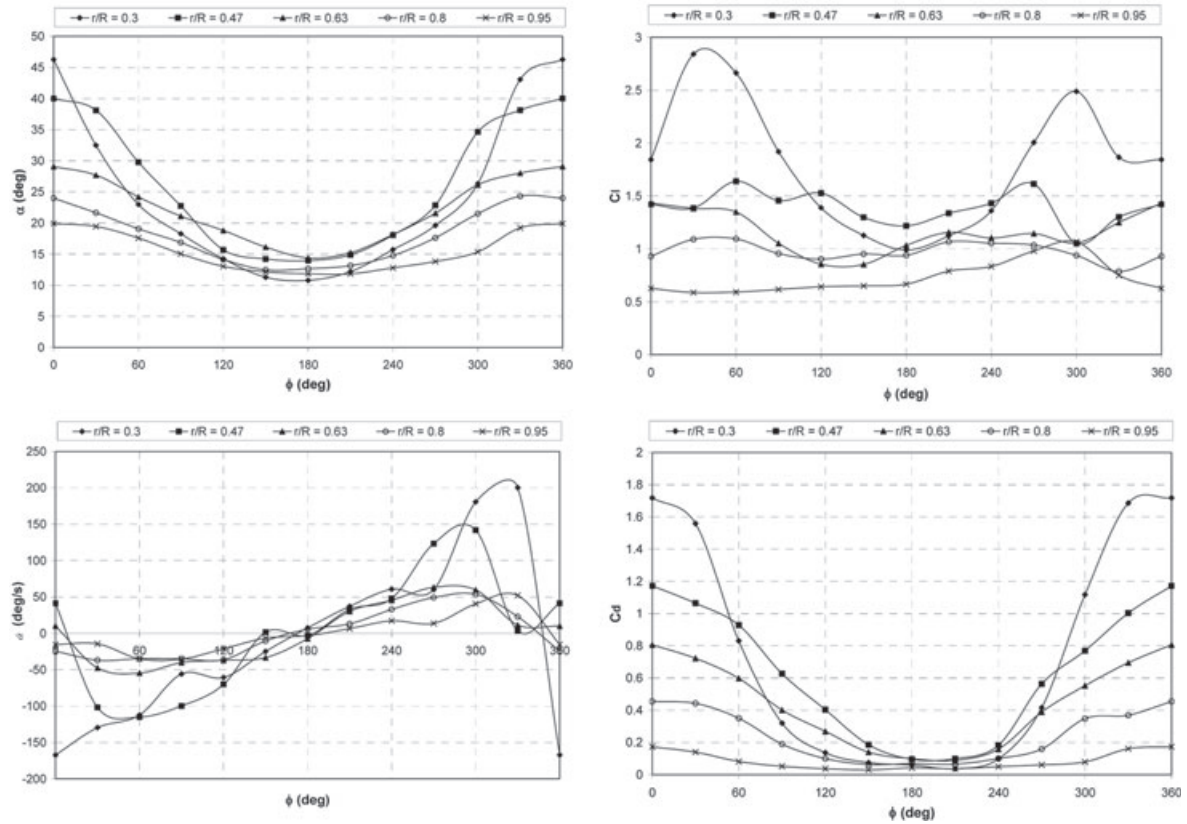 r/R = 0.3 r/R = 0.47 r/R = 0.63 r/R = 0.8 r/R = 0.95
50
45
40
35
30
25
20
15
10
5
0
α (deg)
0 60 120 180 240 300 360
ϕ (deg)
r/R = 0.3 r/R = 0.47 r/R = 0.63 r/R = 0.8 r/R = 0.95
3
2.5
2
1.5
1
0.5
0
Cl
0 60 120 180 240 300 360
ϕ (deg)
r/R = 0.3 r/R = 0.47 r/R = 0.63 r/R = 0.8 r/R = 0.95
250
200
150
100
50
0
-50
-100
-150
-200
(deg/s)
0 60 120 180 240 300 360
ϕ (deg)
r/R = 0.3 r/R = 0.47 r/R = 0.63 r/R = 0.8 r/R = 0.95
2
1.8
1.6
1.4
1.2
1
0.8
0.6
0.4
0.2
0
Cd
0 60 120 180 240 300 360
ϕ (deg)